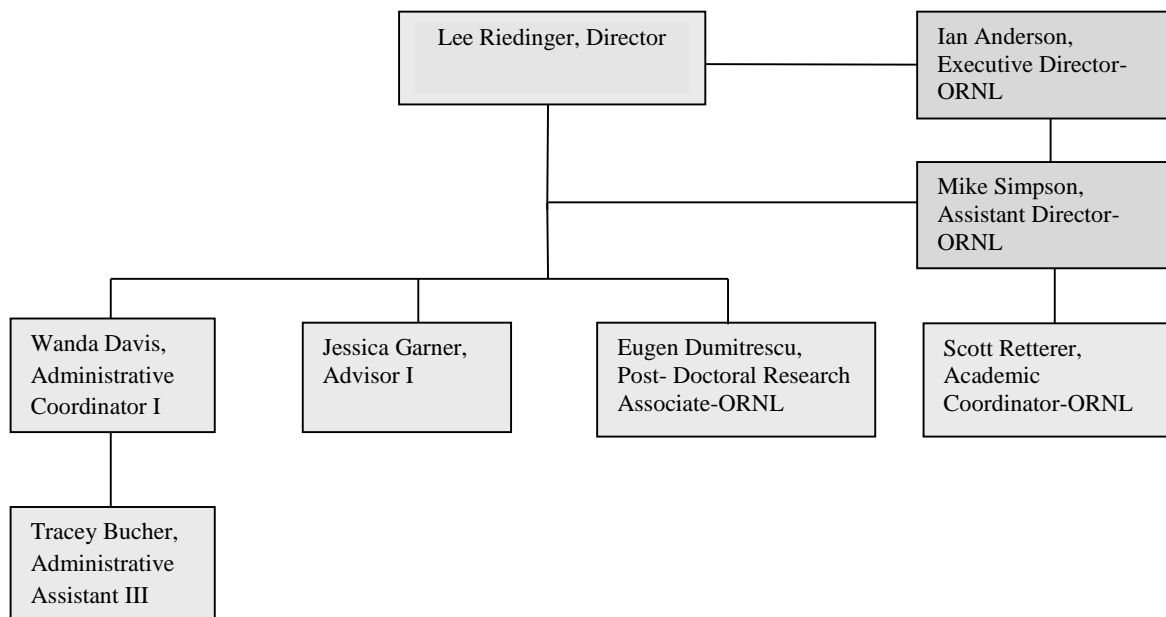 Lee Riedinger, Director
Ian Anderson,
Executive Director-
ORNL
Mike Simpson,
Assistant Director-
ORNL
Wanda Davis,
Administrative
Coordinator I
Jessica Garner,
Advisor I
Eugen Dumitrescu,
Post- Doctoral Research
Associate-ORNL
Scott Retterer,
Academic
Coordinator-ORNL
Tracey Bucher,
Administrative
Assistant III